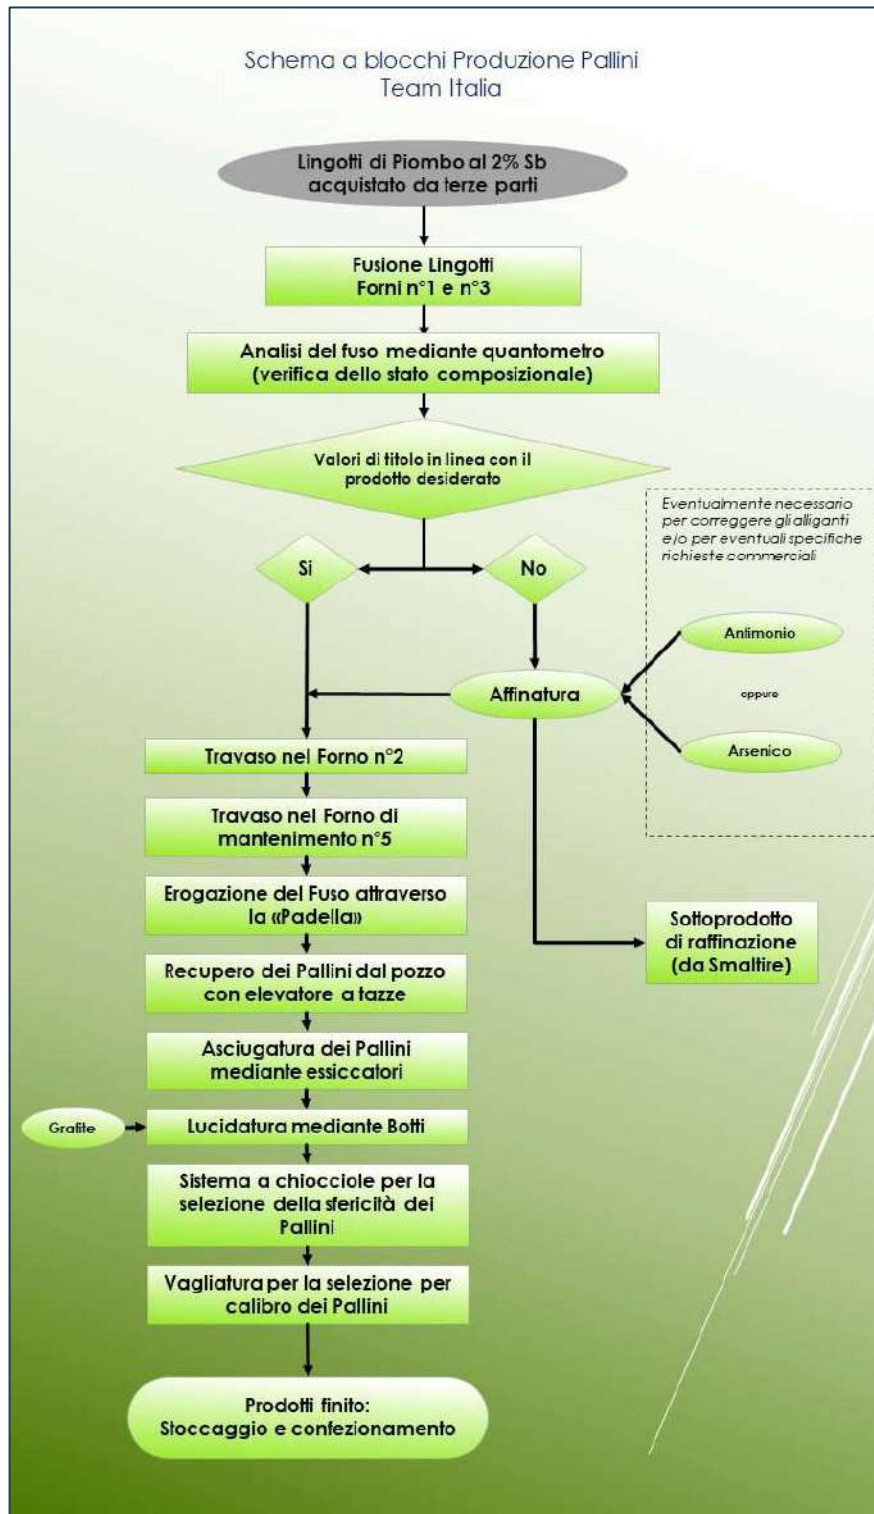 Schema a blocchi Produzione Pallini
Team Italia
Lingotti di Piombo al 2% Sb
acquistato da terze parti
Fusione Lingotti
Forni n°1 e n°3
Analisi del fuso mediante quantometro
(verifica dello stato composizionale)
Valori di titolo in linea con il
prodotto desiderato
Eventualmente necessario
per correggere gli alliganti
e/o per eventuali specifiche
richieste commerciali
Si
No
Antimonio
Affinatura
oppure
Arsenico
Travaso nel Forno n°2
Travaso nel Forno di
mantenimento n°5
Erogazione del Fuso attraverso
la «Padella»
Sottoprodotto
di raffinazione
(da Smaltire)
Recupero dei Pallini dal pozzo
con elevatore a tazze
Asciugatura dei Pallini
mediante essiccatori
Grafite
Lucidatura mediante Botti
Sistema a chiocciole per la
selezione della sfericità dei
Pallini
Vagliatura per la selezione per
calibro dei Pallini
Prodotti finito:
Stoccaggio e confezionamento